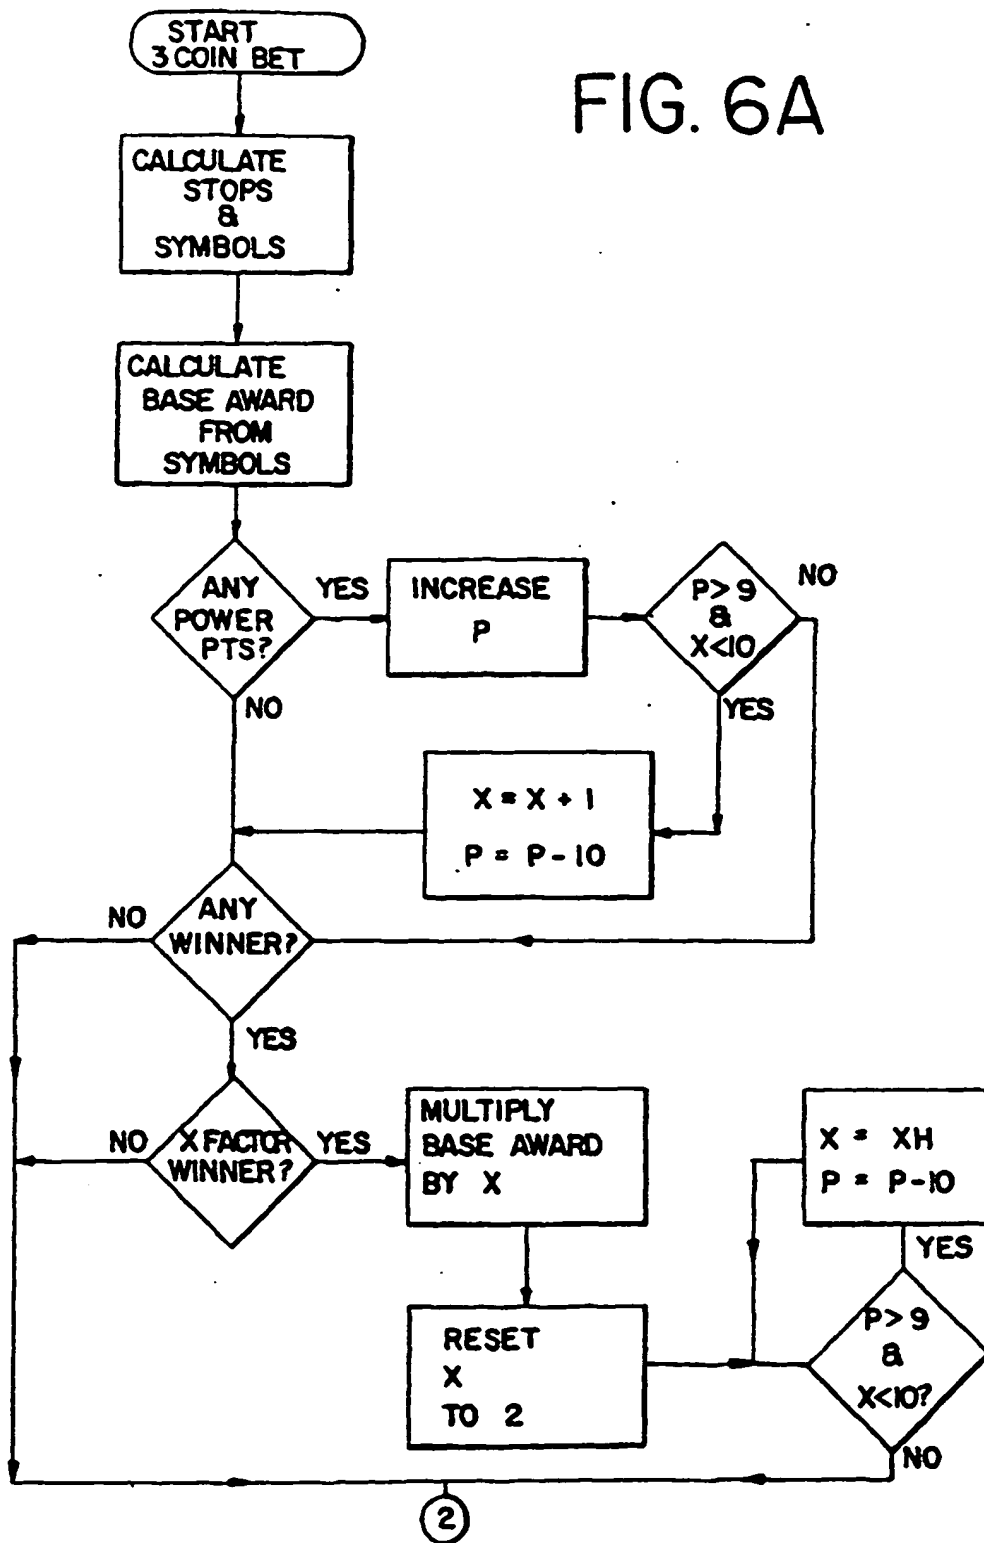 START
3 COIN BET
FIG. 6A
CALCULATE
STOPS
&
SYMBOLS
CALCULATE
BASE AWARD
FROM
SYMBOLS
ANY
POWER
PTS?
YES
NO
INCREASE
P
P > 9
&
X<10
NO
YES
X = X + 1
P = P - 10
ANY
WINNER?
NO
YES
X FACTOR
WINNER?
NO
YES
MULTIPLY
BASE AWARD
BY X
RESET
X
TO 2
X = XH
P = P-10
YES
P> 9
&
X<10?
NO
2